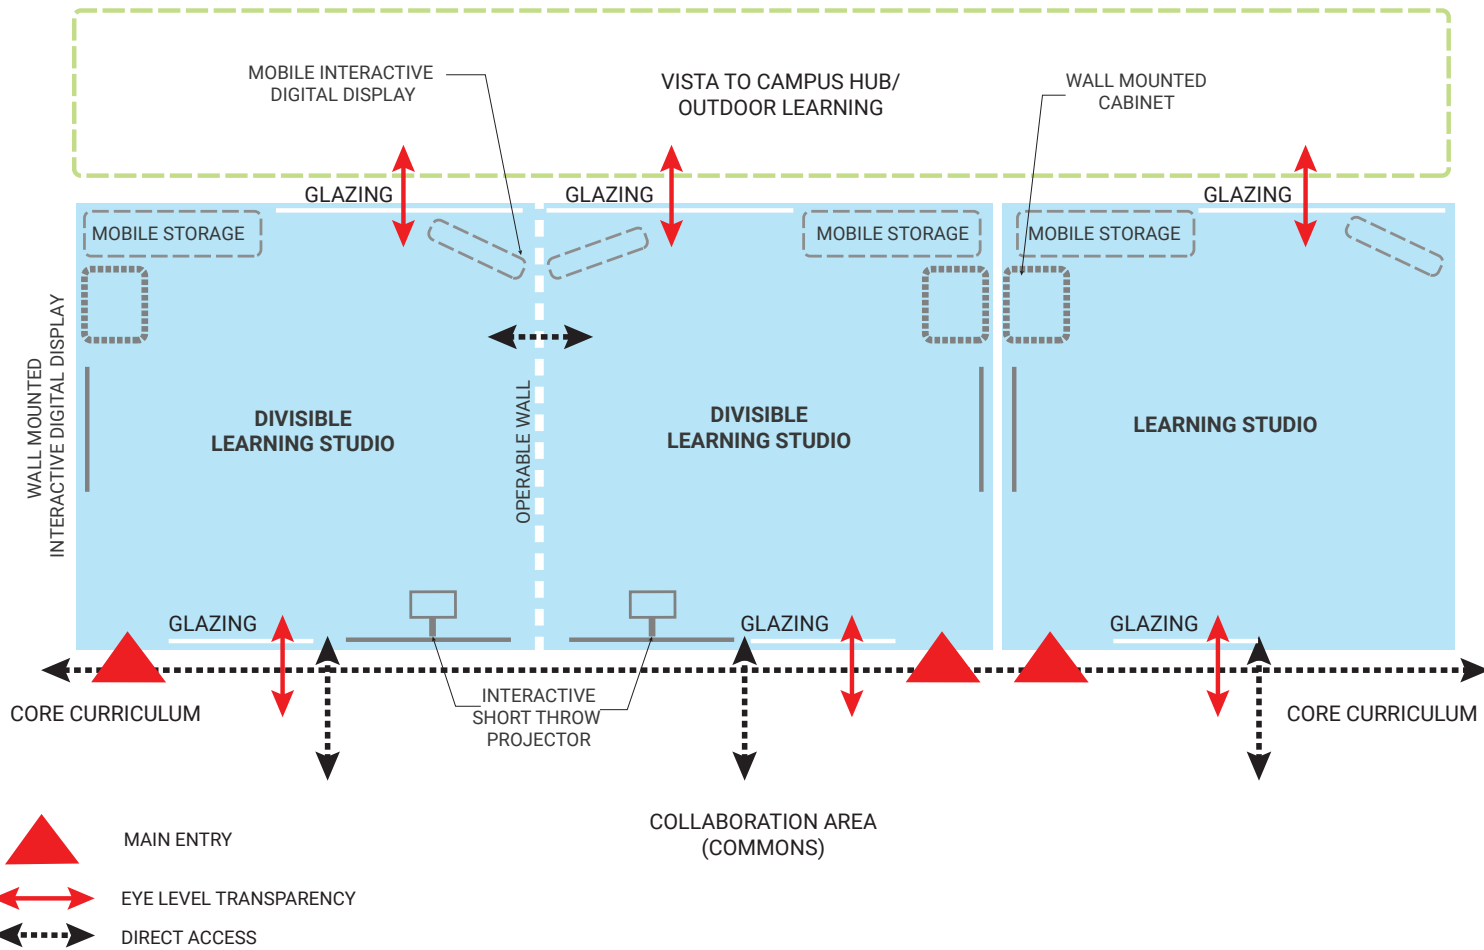 MOBILE INTERACTIVE
DIGITAL DISPLAY
VISTA TO CAMPUS HUB/
OUTDOOR LEARNING
WALL MOUNTED
CABINET
GLAZING
GLAZING
GLAZING
MOBILE STORAGE
MOBILE STORAGE
MOBILE STORAGE
WALL MOUNTED
INTERACTIVE DIGITAL DISPLAY
DIVISIBLE
LEARNING STUDIO
OPERABLE WALL
DIVISIBLE
LEARNING STUDIO
LEARNING STUDIO
GLAZING
GLAZING
GLAZING
CORE CURRICULUM
INTERACTIVE
SHORT THROW
PROJECTOR
CORE CURRICULUM
COLLABORATION AREA
(COMMONS)
MAIN ENTRY
EYE LEVEL TRANSPARENCY
DIRECT ACCESS